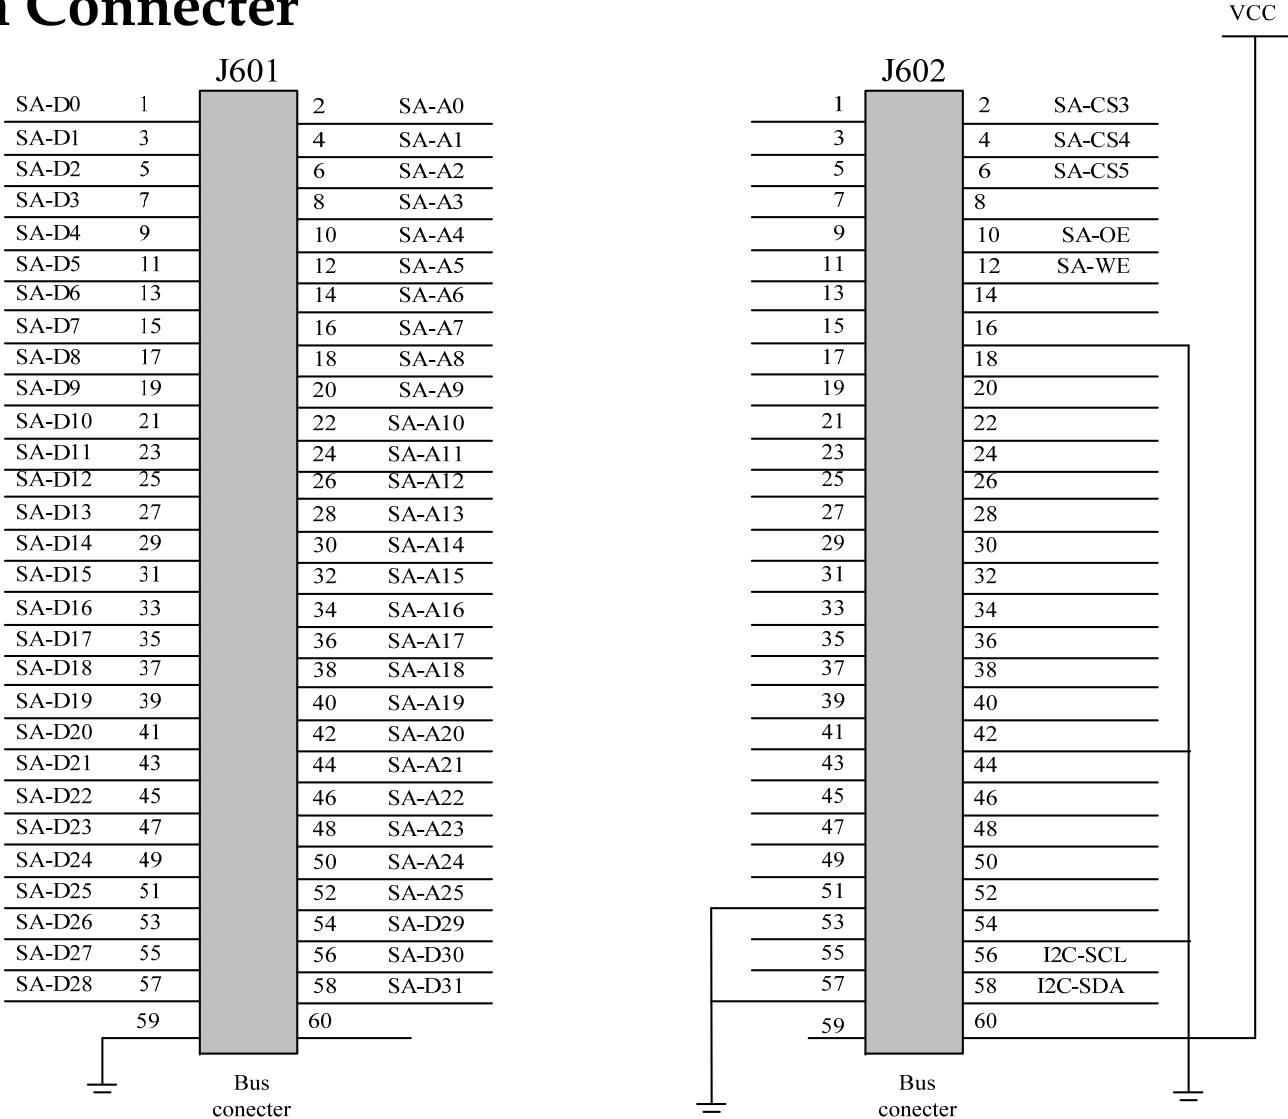 n Connecter
VCC
J601 J602
SA-D0 1 2 SA-A0 1 2 SA-CS3
SA-D1 3 4 SA-A1 3 4 SA-CS4
SA-D2 5 6 SA-A2 5 6 SA-CS5
SA-D3 7 8 SA-A3 7 8
SA-D4 9 10 SA-A4 9 10 SA-OE
SA-D5 11 12 SA-A5 11 12 SA-WE
SA-D6 13 14 SA-A6 13 14
SA-D7 15 16 SA-A7 15 16
SA-D8 17 18 SA-A8 17 18
SA-D9 19 20 SA-A9 19 20
SA-D10 21 22 SA-A10 21 22
SA-D11 23 24 SA-A11 23 24
SA-D12 25 26 SA-A12 25 26
SA-D13 27 28 SA-A13 27 28
SA-D14 29 30 SA-A14 29 30
SA-D15 31 32 SA-A15 31 32
SA-D16 33 34 SA-A16 33 34
SA-D17 35 36 SA-A17 35 36
SA-D18 37 38 SA-A18 37 38
SA-D19 39 40 SA-A19 39 40
SA-D20 41 42 SA-A20 41 42
SA-D21 43 44 SA-A21 43 44
SA-D22 45 46 SA-A22 45 46
SA-D23 47 48 SA-A23 47 48
SA-D24 49 50 SA-A24 49 50
SA-D25 51 52 SA-A25 51 52
SA-D26 53 54 SA-D29 53 54
SA-D27 55 56 SA-D30 55 56 I2C-SCL
SA-D28 57 58 SA-D31 57 58 I2C-SDA
59 60 59 60
Bus Bus
conecter conecter